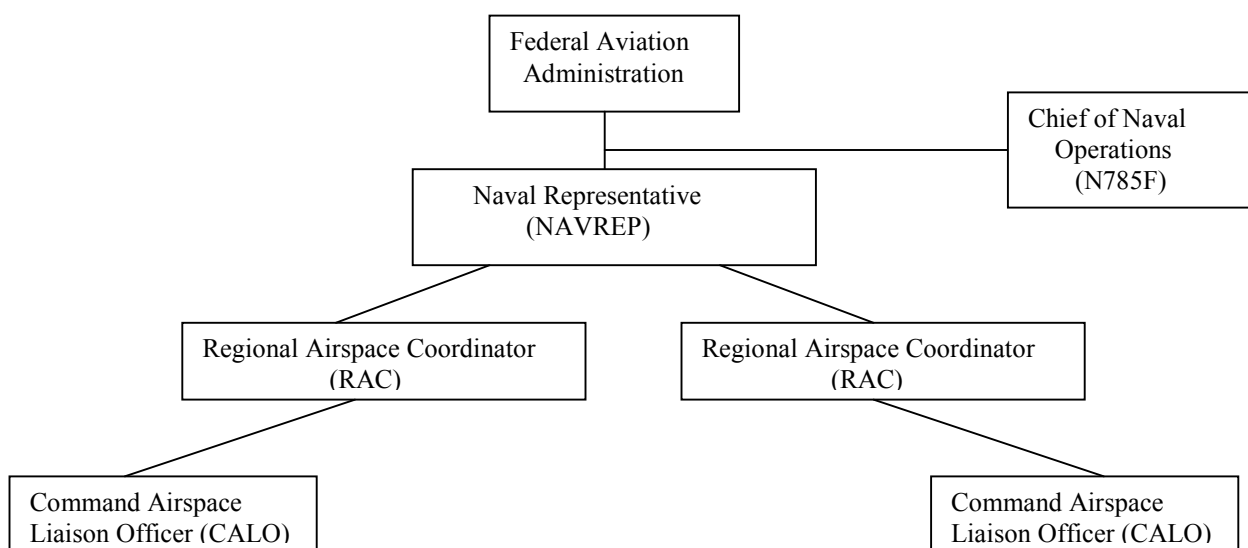 Federal Aviation
Administration
Chief of Naval
Operations
(N785F)
Naval Representative
(NAVREP)
Regional Airspace Coordinator
(RAC)
Regional Airspace Coordinator
(RAC)
Command Airspace
Liaison Officer (CALO)
Command Airspace
Liaison Officer (CALO)